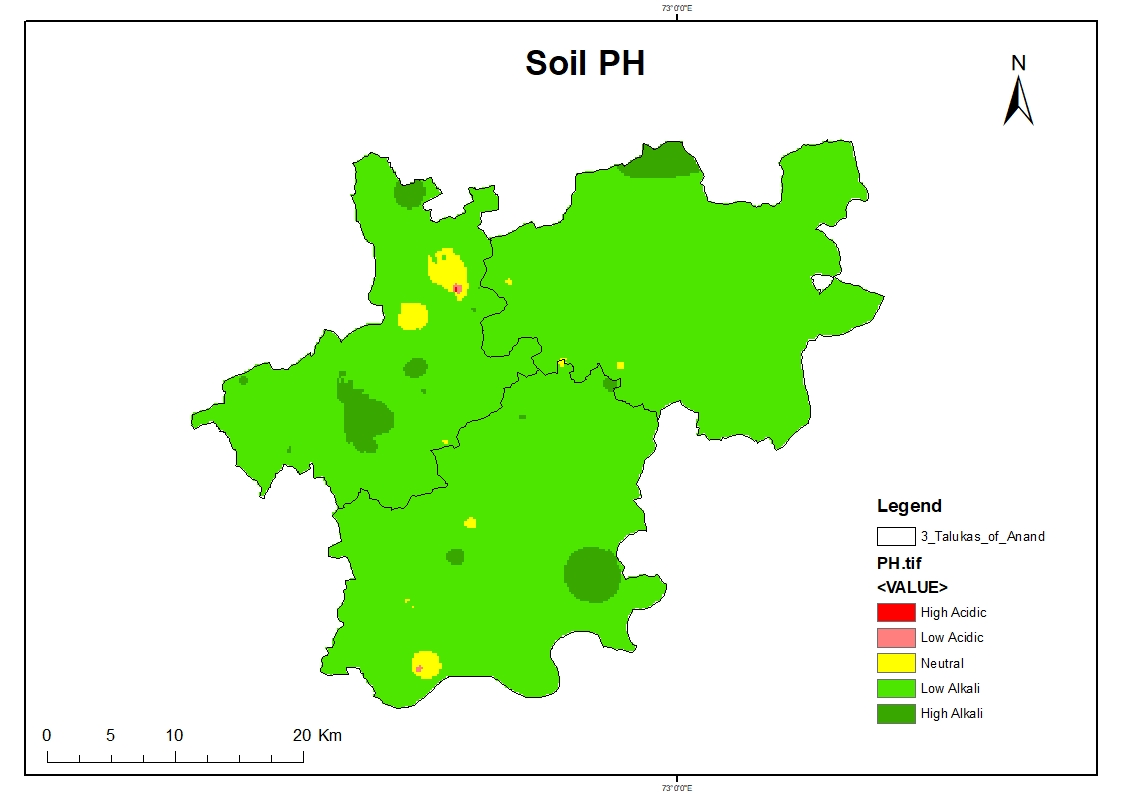 73°0'0"E
Soil PH
N
Legend
3_Talukas_of_Anand
PH.tif
<VALUE>
High Acidic
Low Acidic
Neutral
Low Alkali
High Alkali
0 5 10 20 Km
73°0'0"E